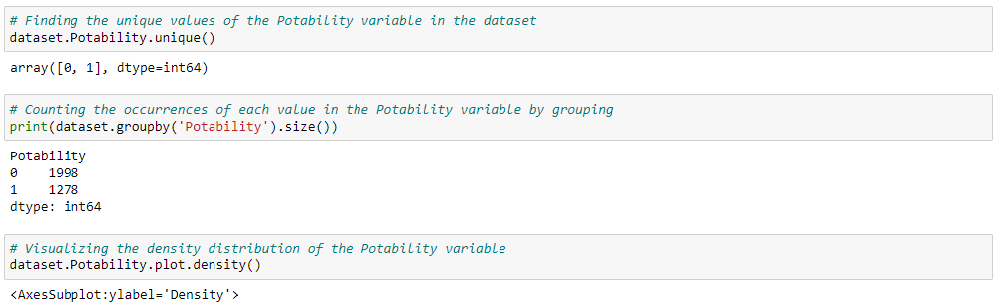 # Finding the unique values of the Potability variable in the dataset
dataset.Potability.unique()
array([0, 1], dtype=int64)
# Counting the occurrences of each value in the Potability variable by grouping
print(dataset.groupby('Potability').size())
Potability
0    1998
1    1278
dtype: int64
# Visualizing the density distribution of the Potability variable
dataset.Potability.plot.density()
<AxesSubplot:ylabel='Density'>